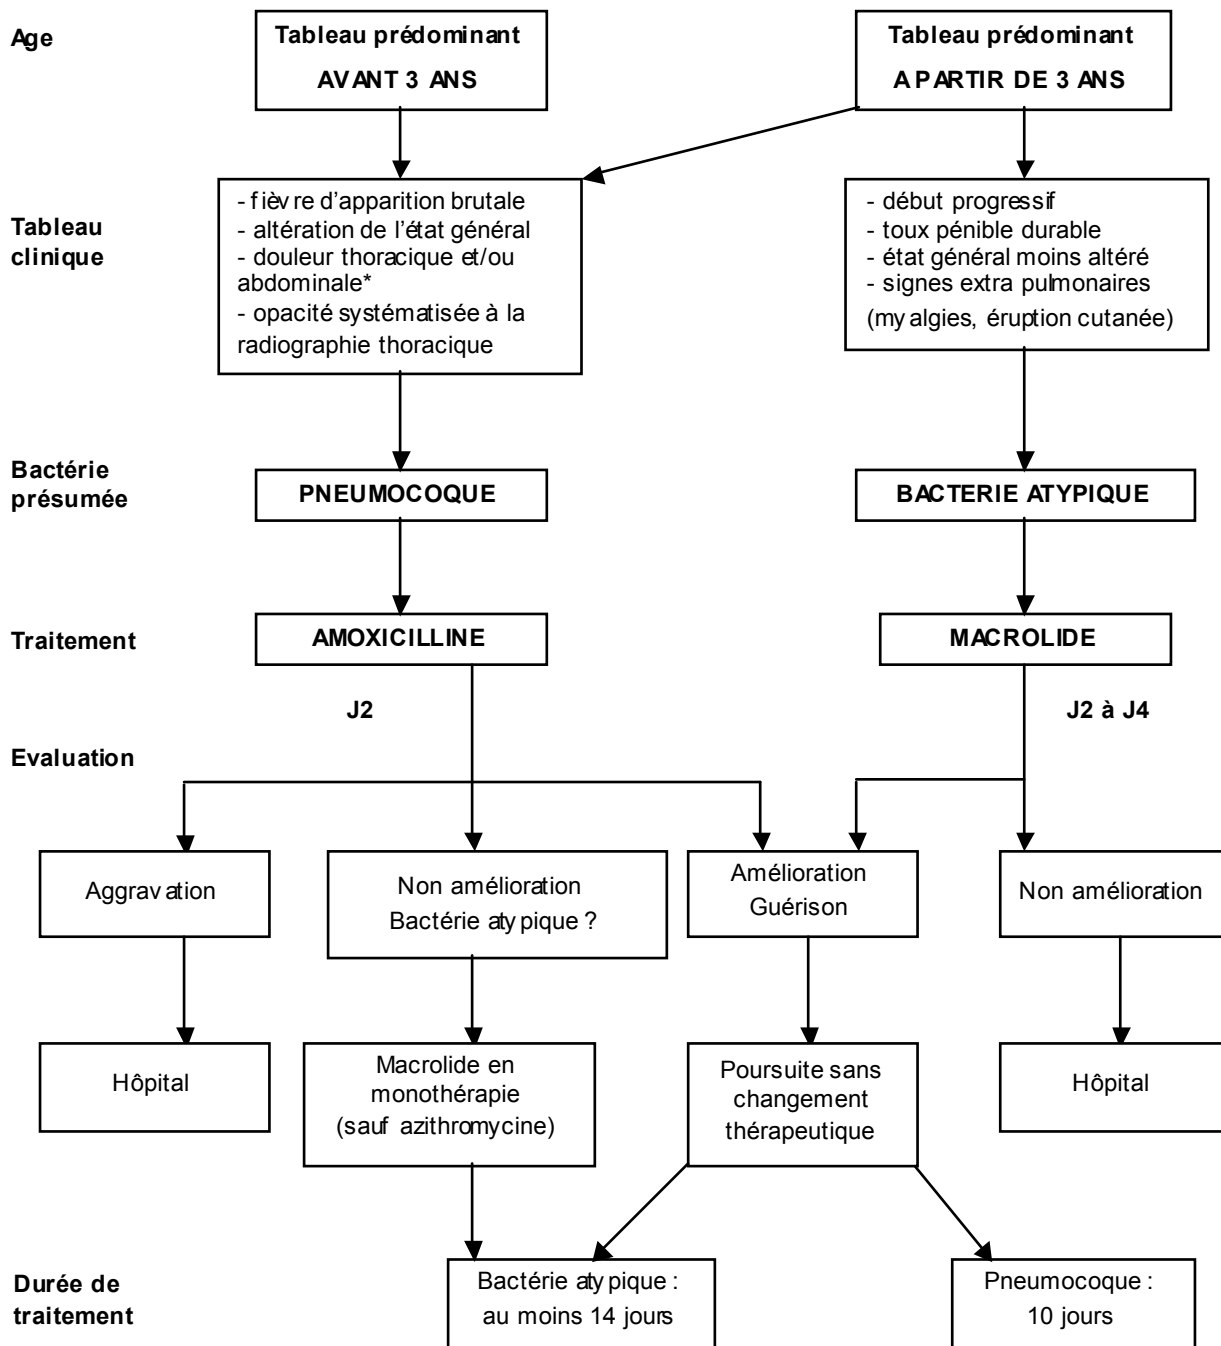 Age
Tableau prédominant
AVANT 3 ANS
Tableau prédominant
A PARTIR DE 3 ANS
Tableau
clinique
- fièvre d'apparition brutale
- altération de l'état général
- douleur thoracique et/ou
abdominale*
- opacité systématisée à la
radiographie thoracique
- début progressif
- toux pénible durable
- état général moins altéré
- signes extra pulmonaires
(myalgies, éruption cutanée)
Bactérie
présumée
PNEUMOCOQUE
BACTERIE ATYPIQUE
Traitement
AMOXICILLINE
MACROLIDE
J2
J2 à J4
Evaluation
Aggravation
Non amélioration
Bactérie atypique ?
Amélioration
Guérison
Non amélioration
Hôpital
Macrolide en
monothérapie
(sauf azithromycine)
Poursuite sans
changement
thérapeutique
Hôpital
Durée de
traitement
Bactérie atypique :
au moins 14 jours
Pneumocoque :
10 jours